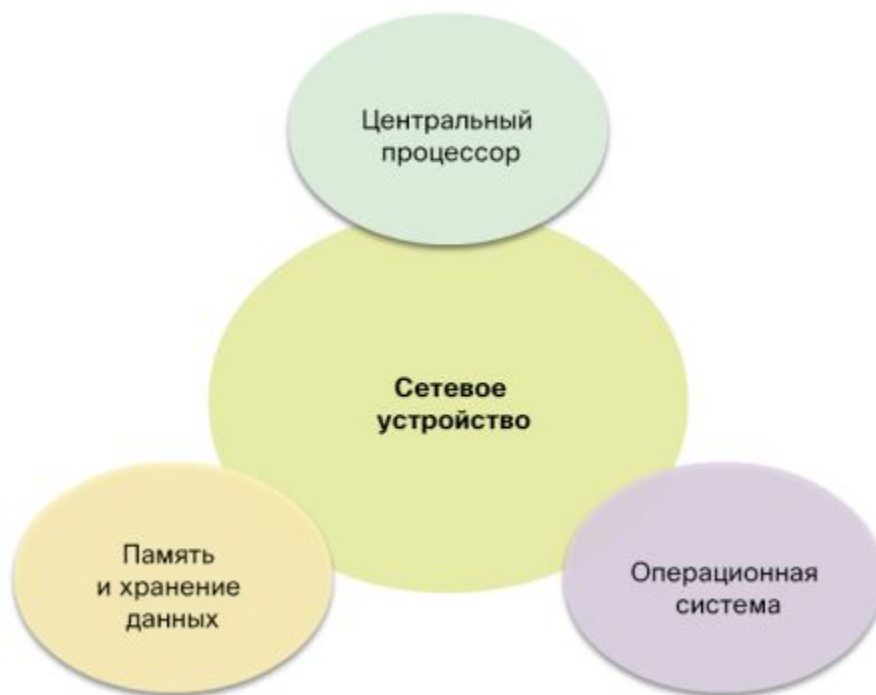 Центральный
процессор
Сетевое
устройство
Память
и хранение
данных
Операционная
система